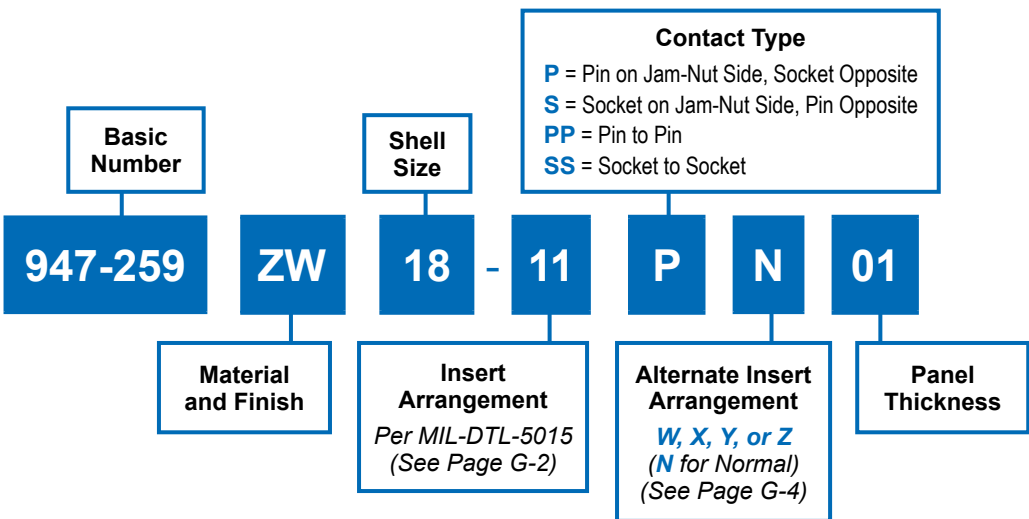 Contact Type
P = Pin on Jam-Nut Side, Socket Opposite
S = Socket on Jam-Nut Side, Pin Opposite
PP = Pin to Pin
SS = Socket to Socket
Basic
Number
Shell
Size
947-259 ZW 18 - 11 P N 01
Material
and Finish
Insert
Arrangement
Per MIL-DTL-5015
(See Page G-2)
Alternate Insert
Arrangement
W, X, Y, or Z
(N for Normal)
(See Page G-4)
Panel
Thickness